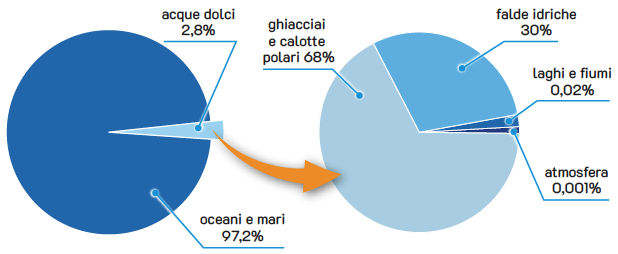 acque dolci
2,8%
oceani e mari
97,2%
ghiacciai
e calotte
polari 68%
falde idriche
30%
laghi e fiumi
0,02%
atmosfera
0,001%